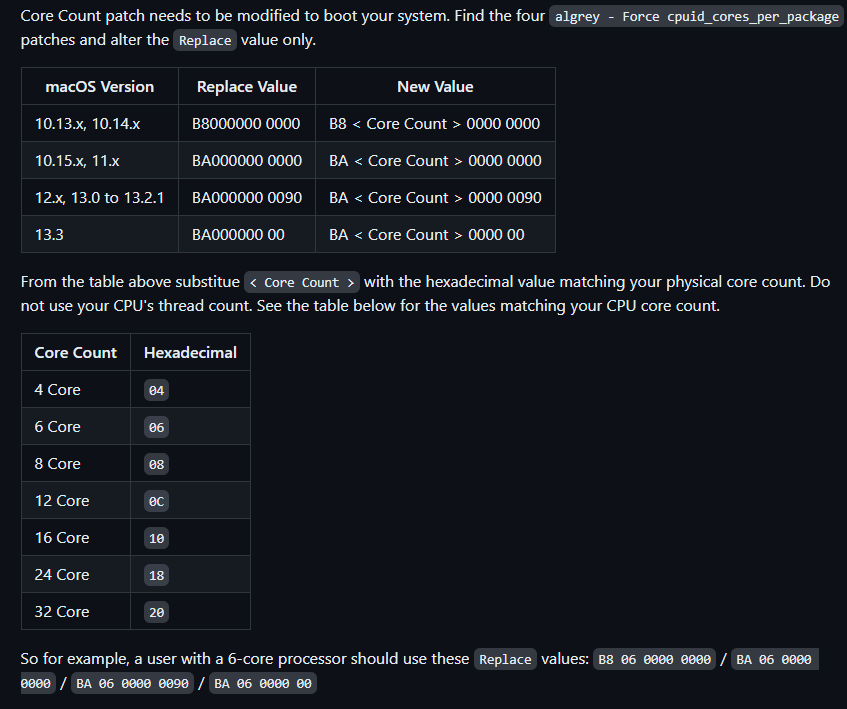 Core Count patch needs to be modified to boot your system. Find the four algrey - Force cpuid_cores_per_package
patches and alter the Replace value only.
macOS Version Replace Value New Value
10.13.x, 10.14.x B8000000 0000 B8 < Core Count > 0000 0000
10.15.x, 11.x BA000000 0000 BA < Core Count > 0000 0000
12.x, 13.0 to 13.2.1 BA000000 0090 BA < Core Count > 0000 0090
13.3 BA000000 00 BA < Core Count > 0000 00
From the table above substitue < Core Count > with the hexadecimal value matching your physical core count. Do
not use your CPU's thread count. See the table below for the values matching your CPU core count.
Core Count Hexadecimal
4 Core 04
6 Core 06
8 Core 08
12 Core 0C
16 Core 10
24 Core 18
32 Core 20
So for example, a user with a 6-core processor should use these Replace values: B8 06 0000 0000 / BA 06 0000
0000 / BA 06 0000 0090 / BA 06 0000 00